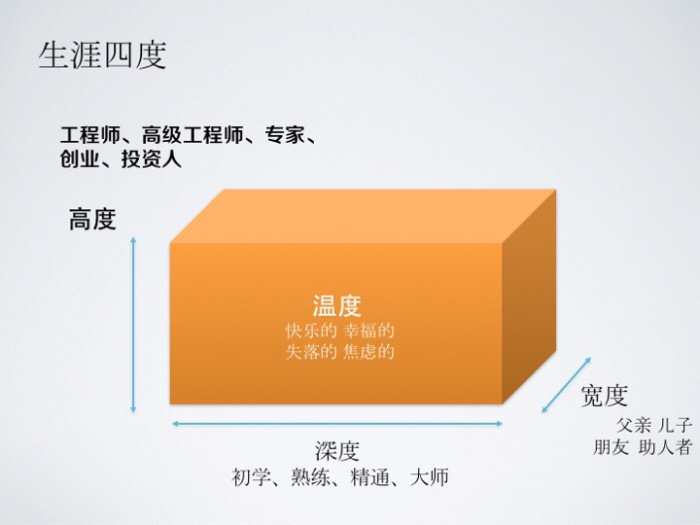 生涯四度
工程师、高级工程师、专家、
创业、投资人
高度
温度
快乐的 幸福的
失落的 焦虑的
宽度
父亲 儿子
朋友 助人者
深度
初学、熟练、精通、大师